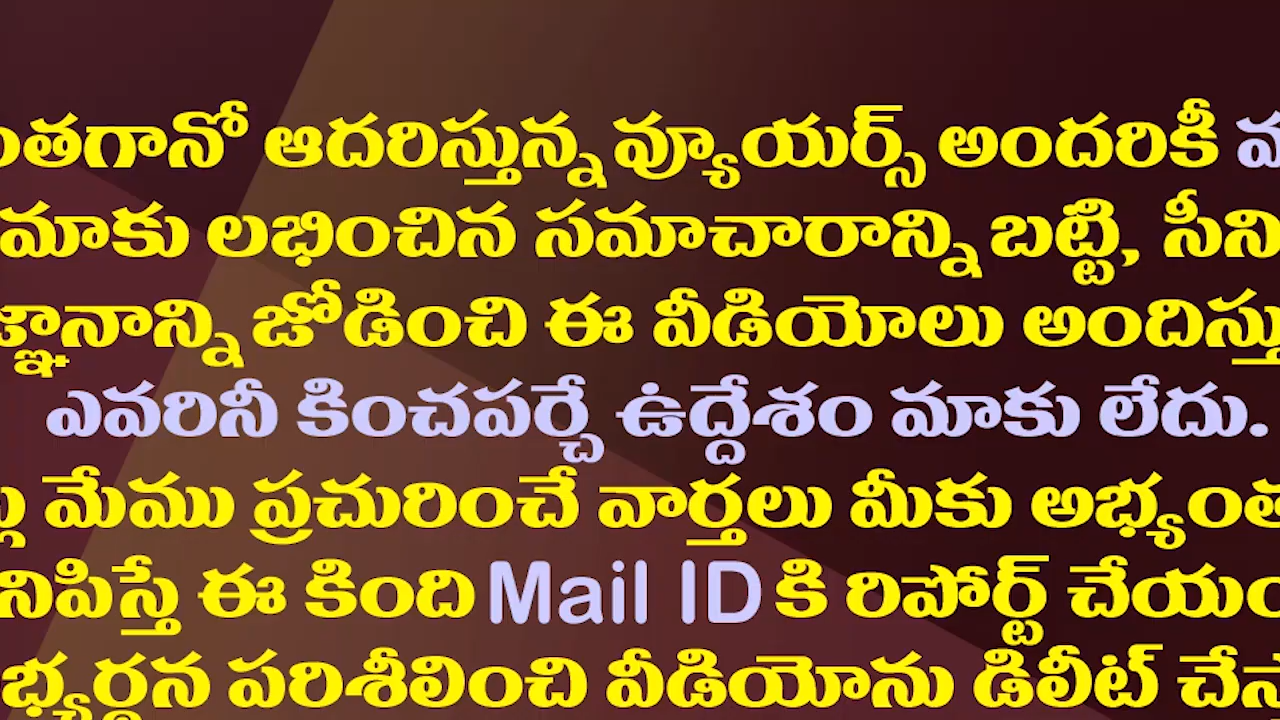 ంతగానో ఆదరిస్తున్న వ్యూయర్స్ అందరికీ
మాకు లభించిన సమాచారాన్ని బట్టి, సీని
జ్ఞానాన్ని జోడించి ఈ వీడియోలు అందిస్తు
ఎవరినీ కించపర్చే ఉద్దేశం మాకు లేదు.
మేము ప్రచురించే వార్తలు మీకు అభ్యంత
నిపిస్తే ఈ కింది Mail ID కి రిపోర్ట్ చేయం
భ్యర్థన పరిశీలించి వీడియోను డిలీట్ చేస